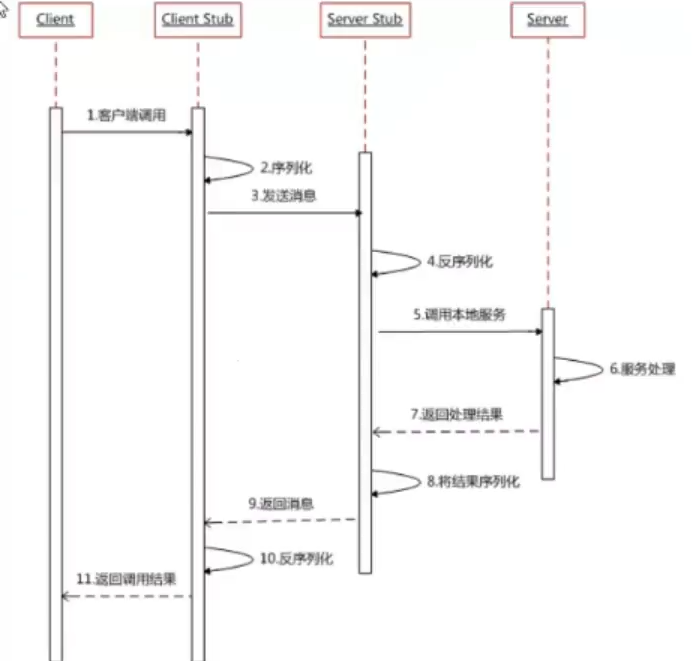 Client
Client Stub
Server Stub
Server
1.客户端调用
2.序列化
3.发送消息
4.反序列化
5.调用本地服务
6.服务处理
7.返回处理结果
8.将结果序列化
9.返回消息
10.反序列化
11.返回调用结果